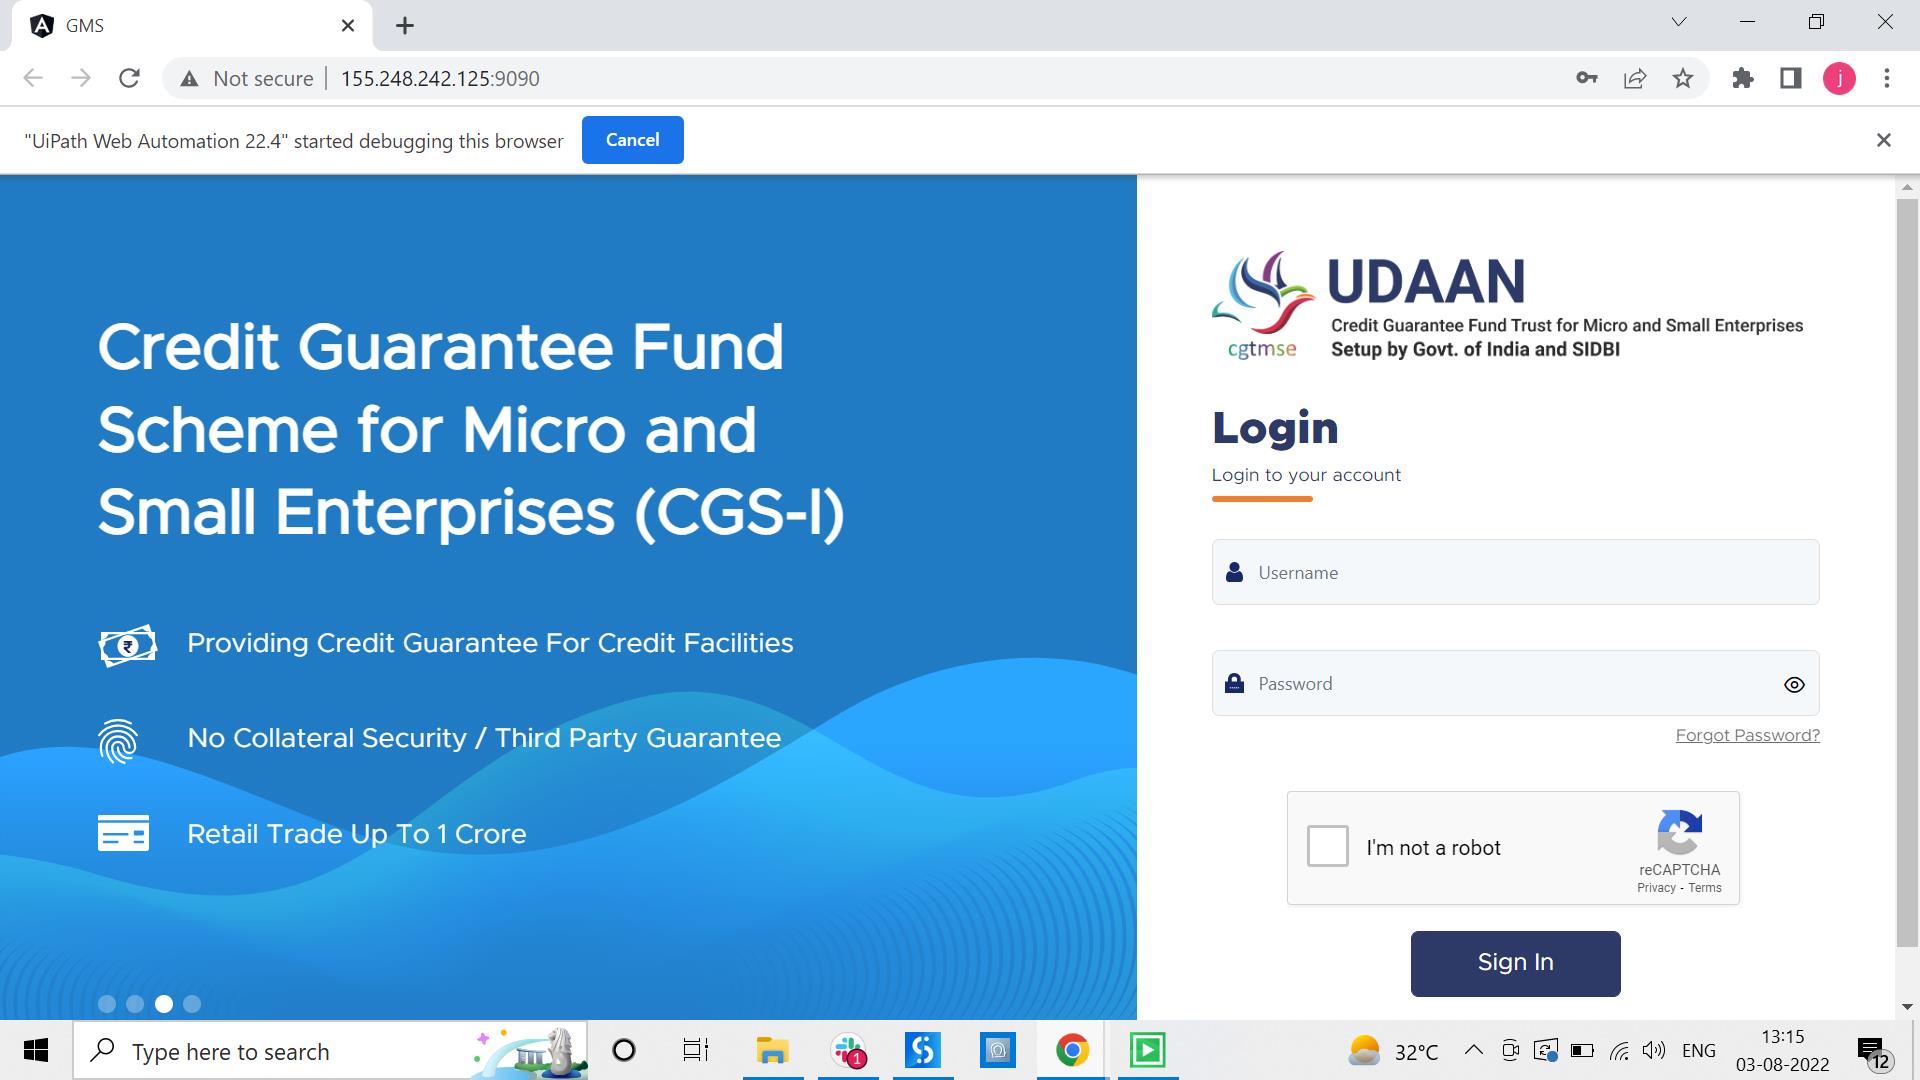 GMS
Not secure
155.248.242.125:9090
j
"UiPath Web Automation 22.4" started debugging this browser
Cancel
Credit Guarantee Fund
Scheme for Micro and
Small Enterprises (CGS-I)
Providing Credit Guarantee For Credit Facilities
No Collateral Security / Third Party Guarantee
Retail Trade Up To 1 Crore
cgtmse
UDAAN
Credit Guarantee Fund Trust for Micro and Small Enterprises
Setup by Govt. of India and SIDBI
Login
Login to your account
Username
Password
Forgot Password?
I'm not a robot
reCAPTCHA
Privacy - Terms
Sign In
Type here to search
1
32°C
ENG
13:15
03-08-2022
12